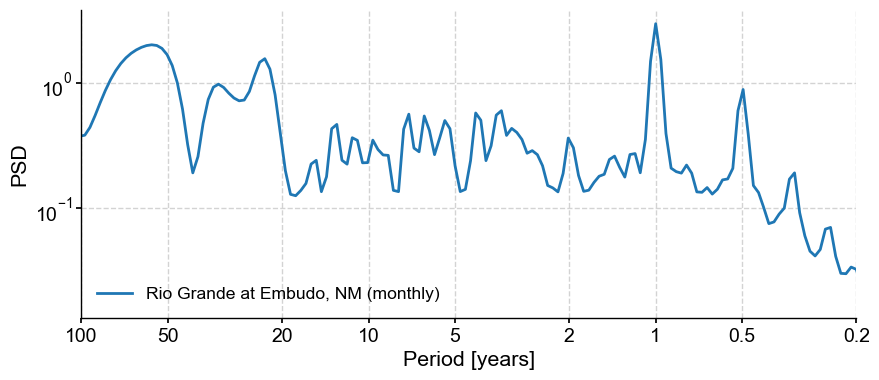 10^0
PSD
10^-1
Rio Grande at Embudo, NM (monthly)
100 50 20 10 5 2 1 0.5 0.2
Period [years]